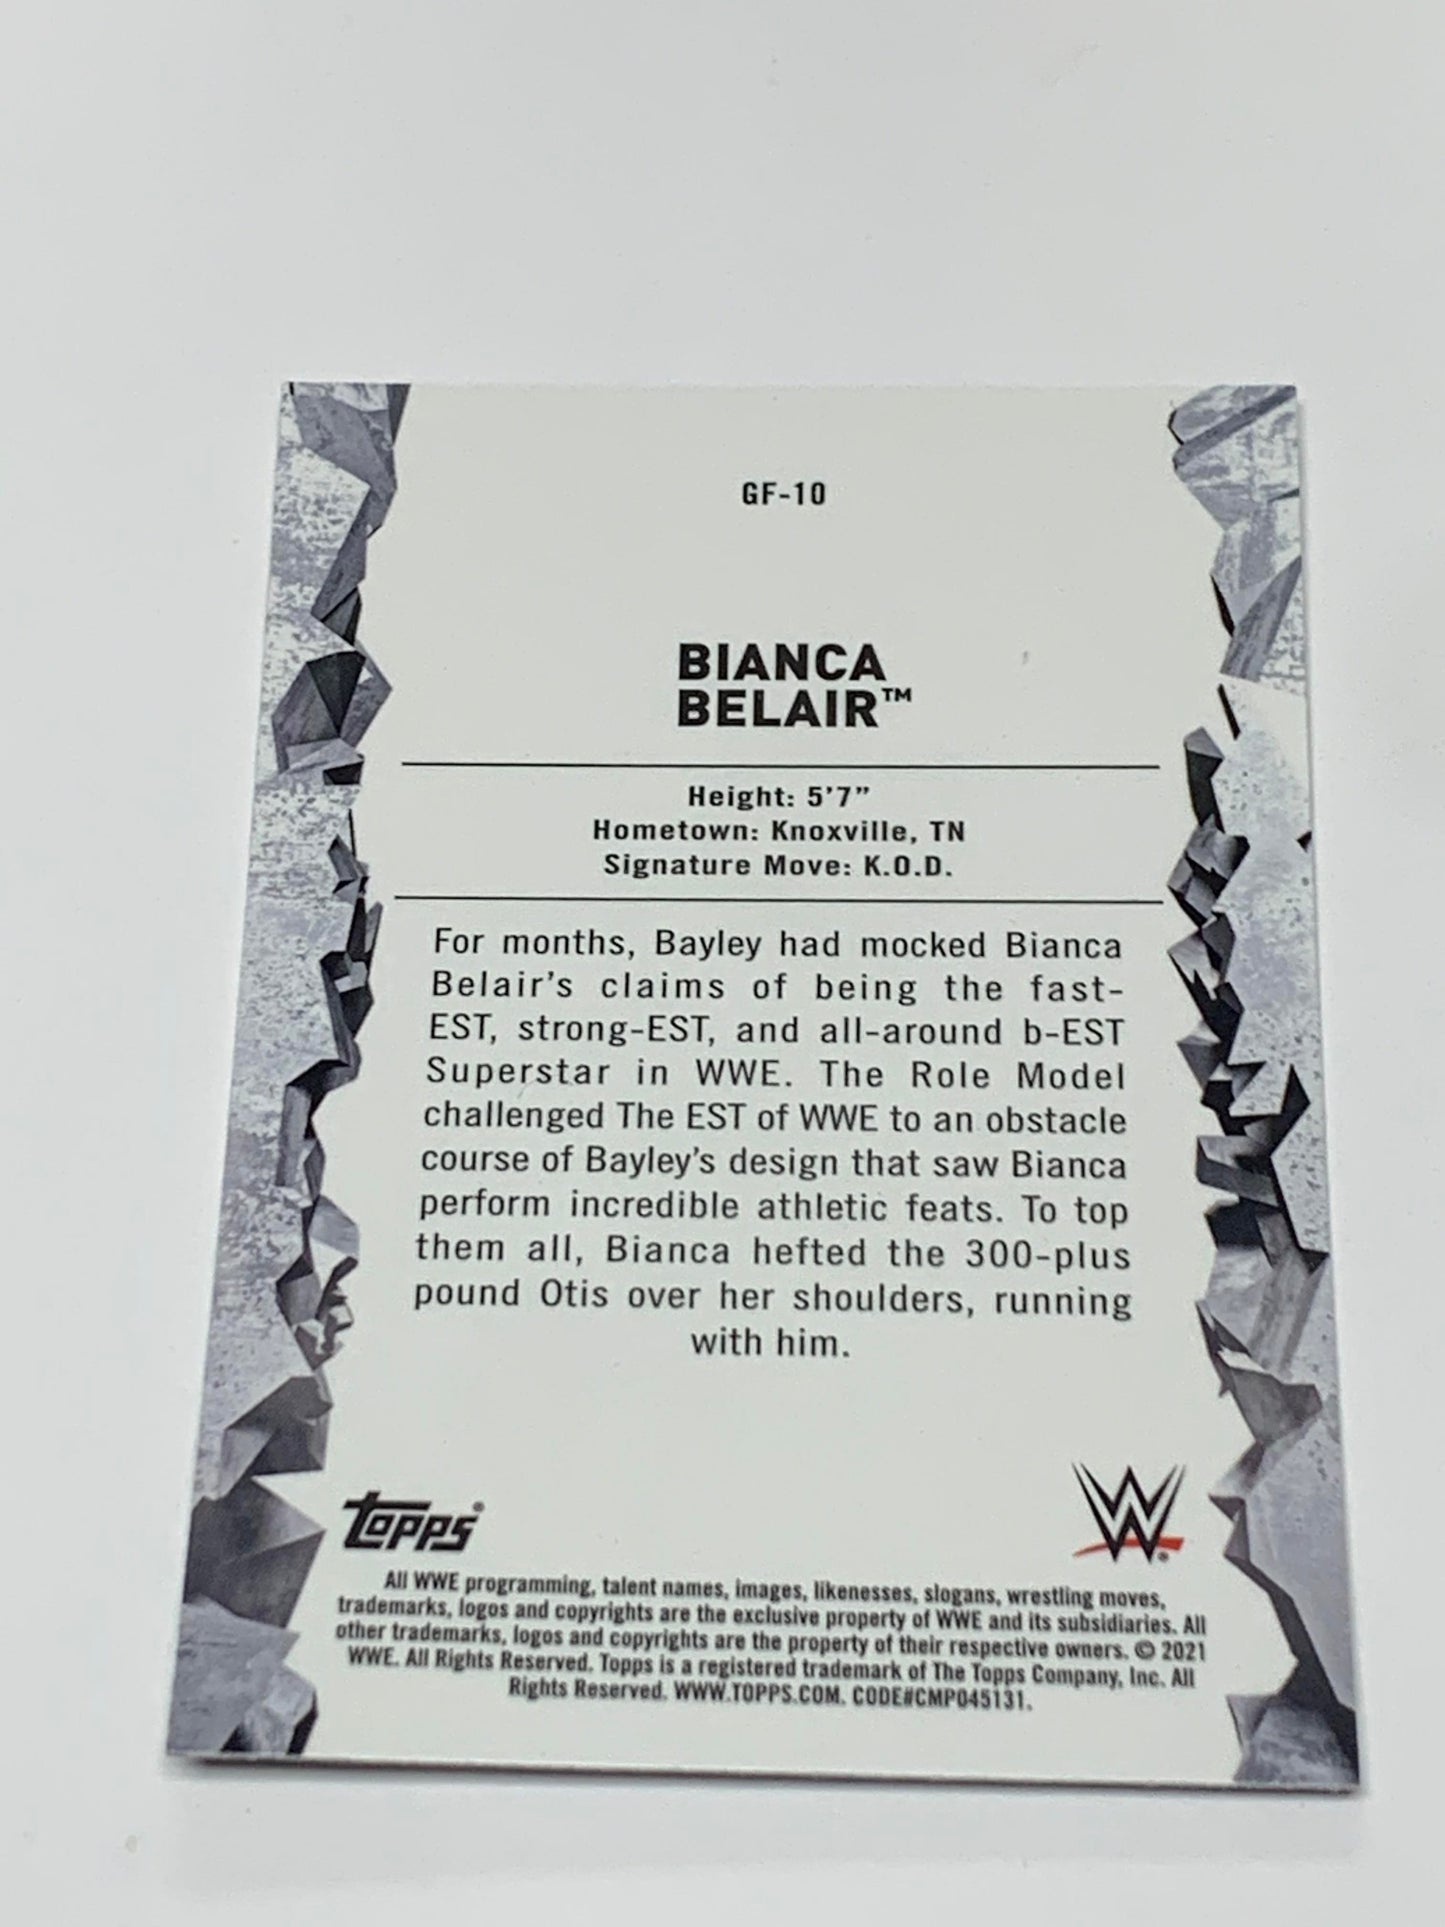 GF-10
BIANCA
BELAIR™
Height: 5'7"
Hometown: Knoxville, TN
Signature Move: K.O.D.
For months, Bayley had mocked Bianca
Belair's claims of being the fast-
EST, strong-EST, and all-around b-EST
Superstar in WWE. The Role Model
challenged The EST of WWE to an obstacle
course of Bayley's design that saw Bianca
perform incredible athletic feats. To top
them all, Bianca hefted the 300-plus
pound Otis over her shoulders, running
with him.
topps®
W®
All WWE programming, talent names, images, likenesses, slogans, wrestling moves,
trademarks, logos and copyrights are the exclusive property of WWE and its subsidiaries. All
other trademarks, logos and copyrights are the property of their respective owners. © 2021
WWE. All Rights Reserved. Topps is a registered trademark of The Topps Company, Inc. All
Rights Reserved. WWW.TOPPS.COM. CODE#CMP045131.